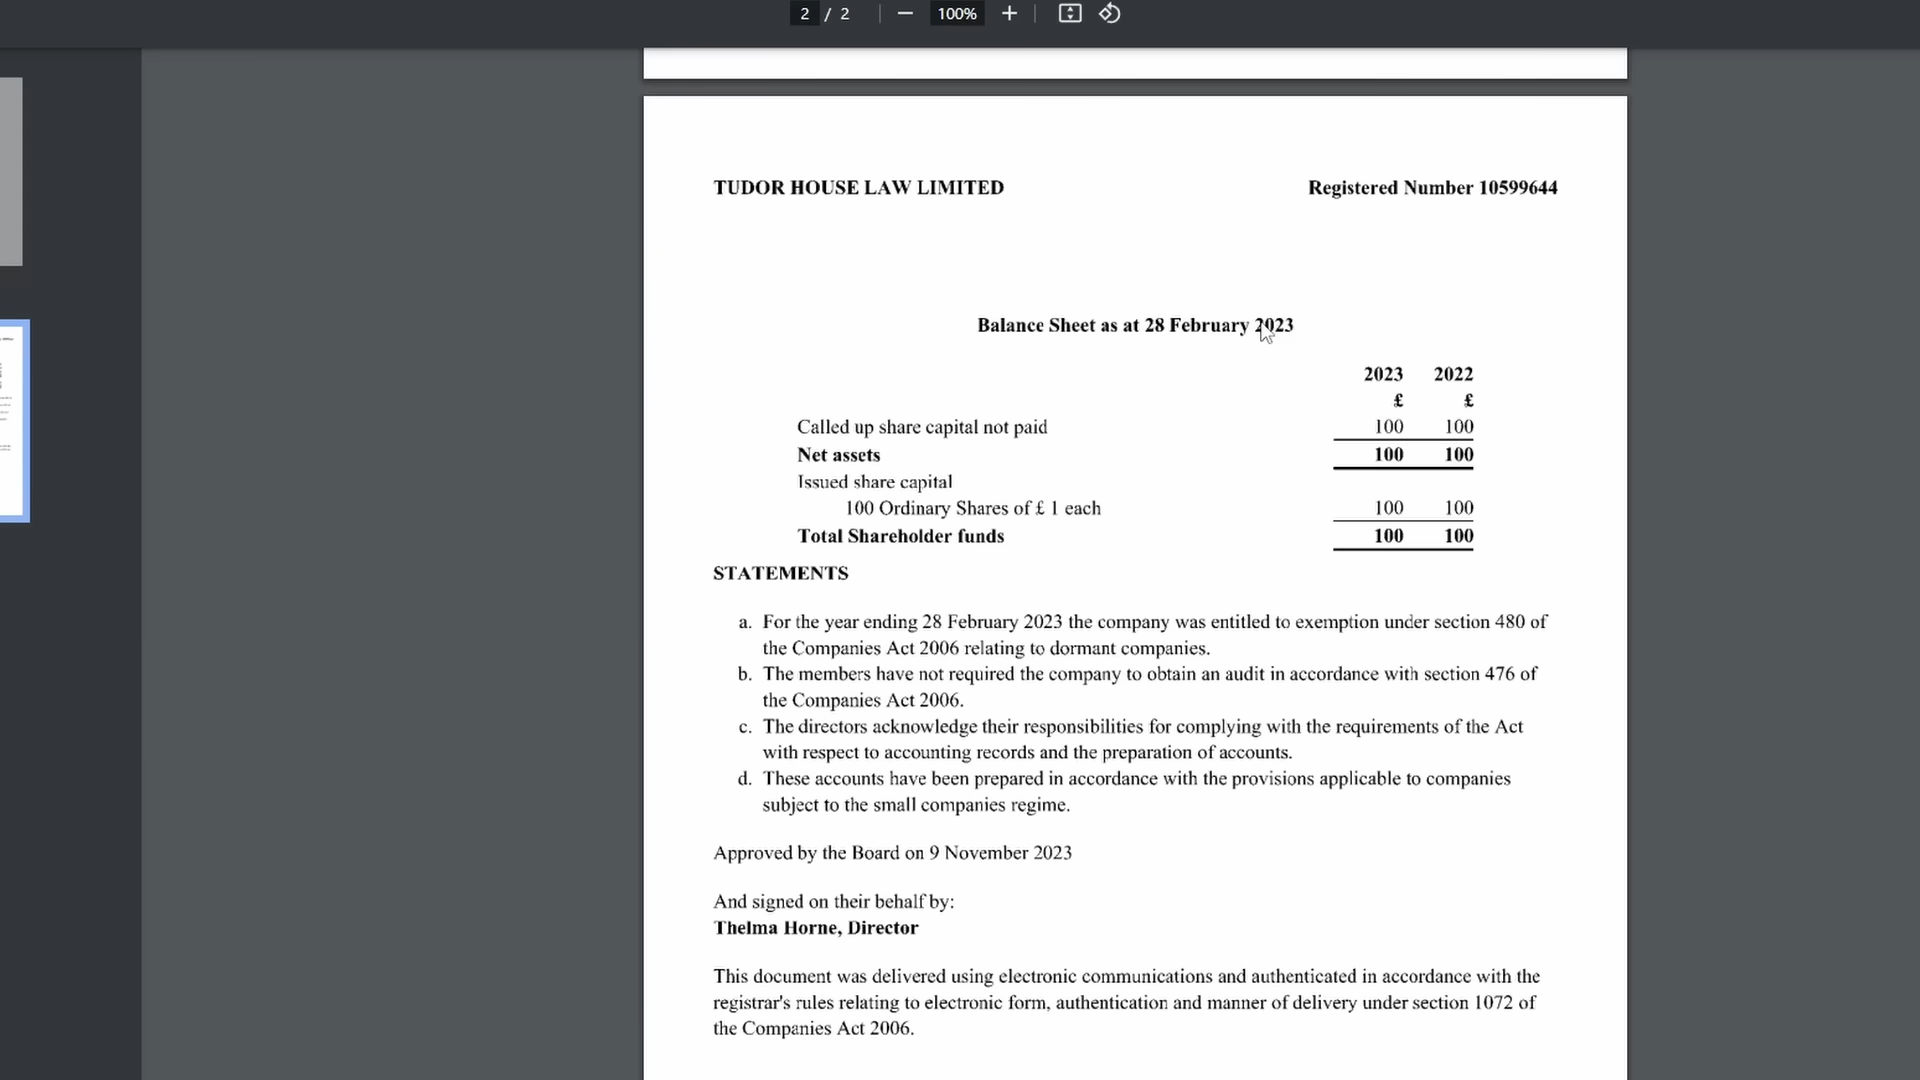 2 / 2 100%
TUDOR HOUSE LAW LIMITED Registered Number 10599644
Balance Sheet as at 28 February 2023
2023 2022
£ £
Called up share capital not paid 100 100
Net assets 100 100
Issued share capital
100 Ordinary Shares of £ 1 each 100 100
Total Shareholder funds 100 100
STATEMENTS
a. For the year ending 28 February 2023 the company was entitled to exemption under section 480 of
the Companies Act 2006 relating to dormant companies.
b. The members have not required the company to obtain an audit in accordance with section 476 of
the Companies Act 2006.
c. The directors acknowledge their responsibilities for complying with the requirements of the Act
with respect to accounting records and the preparation of accounts.
d. These accounts have been prepared in accordance with the provisions applicable to companies
subject to the small companies regime.
Approved by the Board on 9 November 2023
And signed on their behalf by:
Thelma Horne, Director
This document was delivered using electronic communications and authenticated in accordance with the
registrar's rules relating to electronic form, authentication and manner of delivery under section 1072 of
the Companies Act 2006.